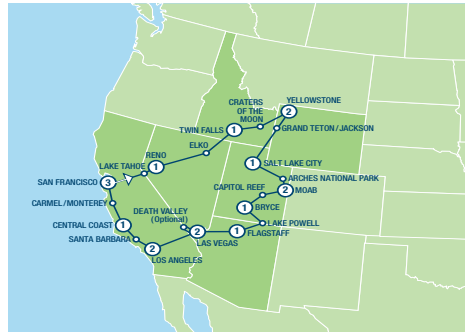 YELLOWSTONE
2
CRATERS
OF THE
MOON
TWIN FALLS
1
GRAND TETON/JACKSON
ELKO
RENO
1
LAKE TAHOE
SALT LAKE CITY
1
ARCHES NATIONAL PARK
SAN FRANCISCO
3
CAPITOL REEF
2
MOAB
CARMEL/MONTEREY
1
BRYCE
DEATH VALLEY
(Optional)
CENTRAL COAST
1
LAKE POWELL
2
LAS VEGAS
1
FLAGSTAFF
SANTA BARBARA
2
LOS ANGELES